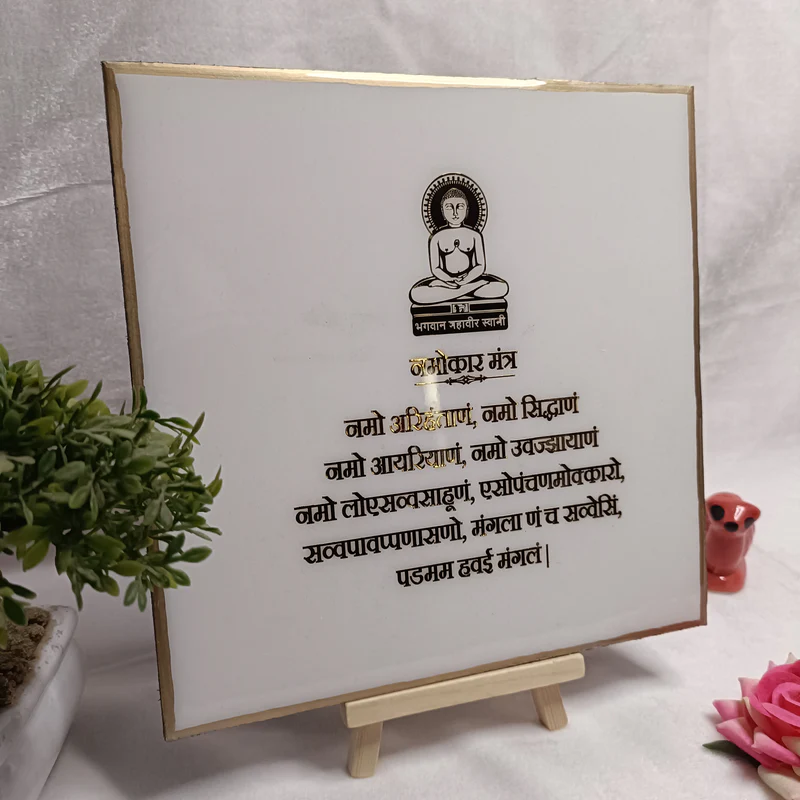 भगवान महावीर स्वामी
नमोकार मंत्र
नमो अरिहंताणं, नमो सिद्धाणं
नमो आयरियाणं, नमो उवज्झायाणं
नमो लोएसव्वसाहूणं, एसोपंचणमोक्कारो,
सव्वपावप्पणासणो, मंगला णं च सव्वेसिं,
पडमम हवई मंगलं|